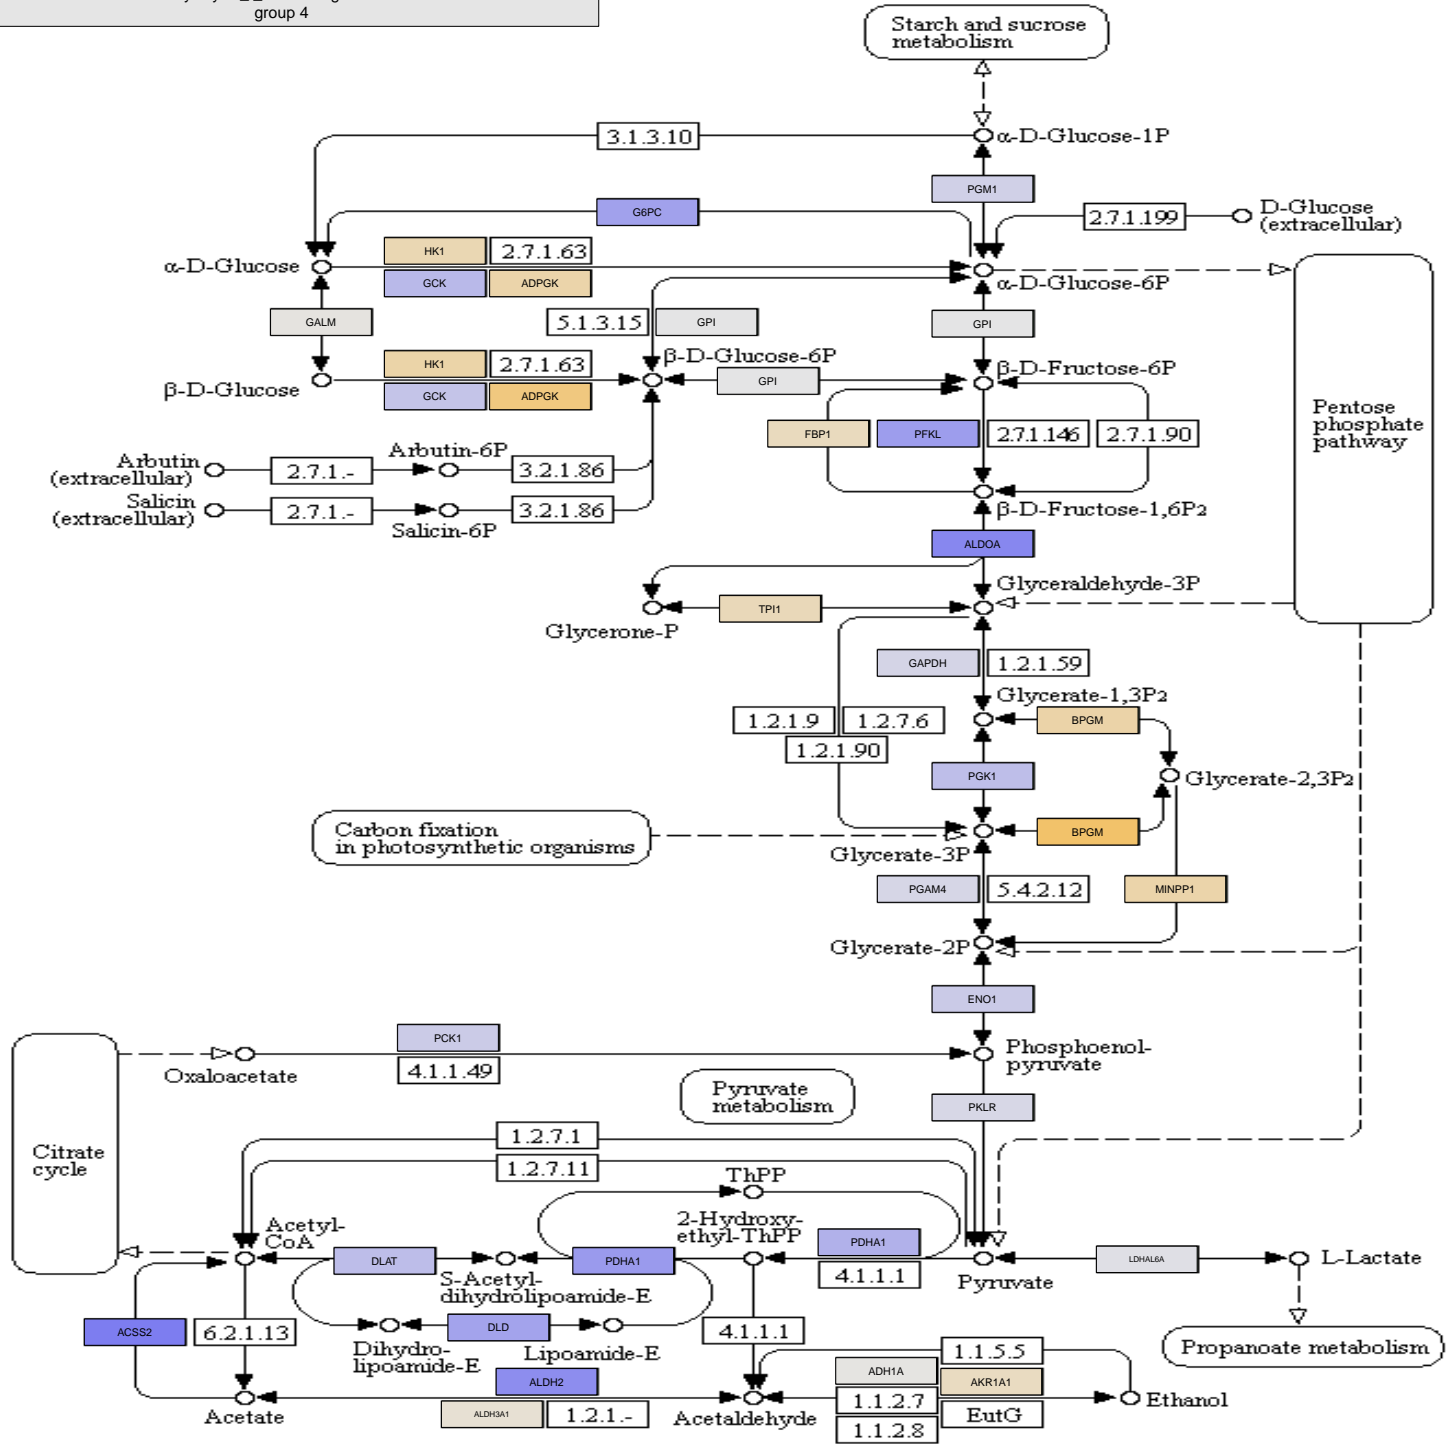 group 4
Starch and sucrose
metabolism
3.1.3.10
α-D-Glucose-1P
PGM1
G6PC
2.7.1.199
D-Glucose
(extracellular)
HK1
2.7.1.63
α-D-Glucose
GCK
ADPGK
α-D-Glucose-6P
GALM
5.1.3.15
GPI
GPI
HK1
2.7.1.63
β-D-Glucose-6P
β-D-Glucose
GCK
ADPGK
GPI
β-D-Fructose-6P
Pentose
phosphate
pathway
FBP1
PFKL
2.7.1.146
2.7.1.90
Arbutin
(extracellular)
2.7.1.-
Arbutin-6P
3.2.1.86
Salicin
(extracellular)
2.7.1.-
Salicin-6P
3.2.1.86
β-D-Fructose-1,6P2
ALDOA
Glyceraldehyde-3P
TPI1
Glycerone-P
GAPDH
1.2.1.59
Glycerate-1,3P2
1.2.1.9
1.2.7.6
BPGM
1.2.1.90
PGK1
Glycerate-2,3P2
Carbon fixation
in photosynthetic organisms
BPGM
Glycerate-3P
PGAM4
5.4.2.12
MINPP1
Glycerate-2P
ENO1
PCK1
Oxaloacetate
4.1.1.49
Phosphoenol-
pyruvate
Pyruvate
metabolism
PKLR
Citrate
cycle
1.2.7.1
1.2.7.11
ThPP
Acetyl-
CoA
2-Hydroxy-
ethyl-ThPP
PDHA1
DLAT
PDHA1
4.1.1.1
Pyruvate
LDHAL6A
L-Lactate
S-Acetyl-
dihydrolipoamide-E
ACSS2
6.2.1.13
DLD
4.1.1.1
Dihydro-
lipoamide-E
Lipoamide-E
1.1.5.5
Propanoate metabolism
ALDH2
ADH1A
AKR1A1
Acetate
ALDH3A1
1.2.1.-
Acetaldehyde
1.1.2.7
EutG
Ethanol
1.1.2.8